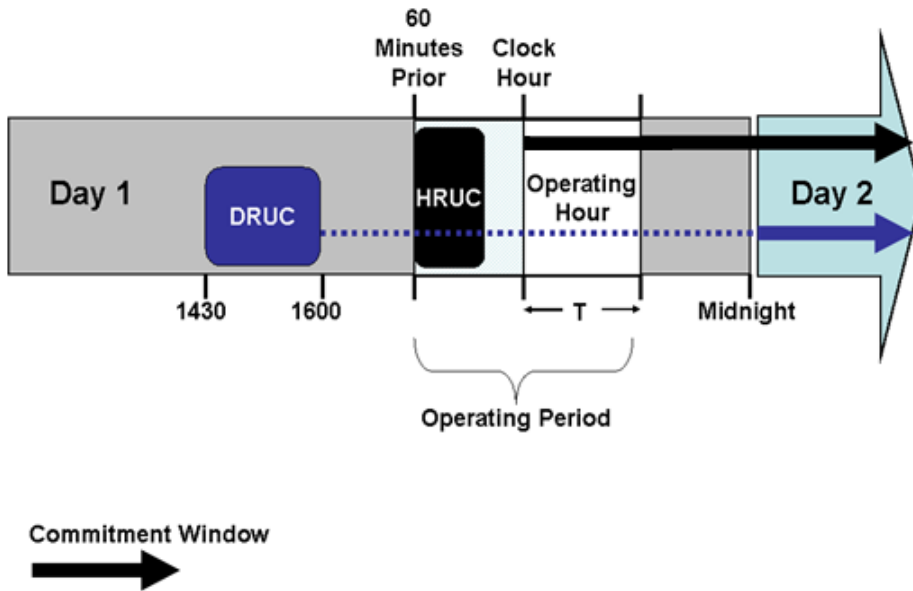 60
Minutes
Prior
Clock
Hour
Day 1
DRUC
HRUC
Operating
Hour
Day 2
1430
1600
T
Midnight
Operating Period
Commitment Window